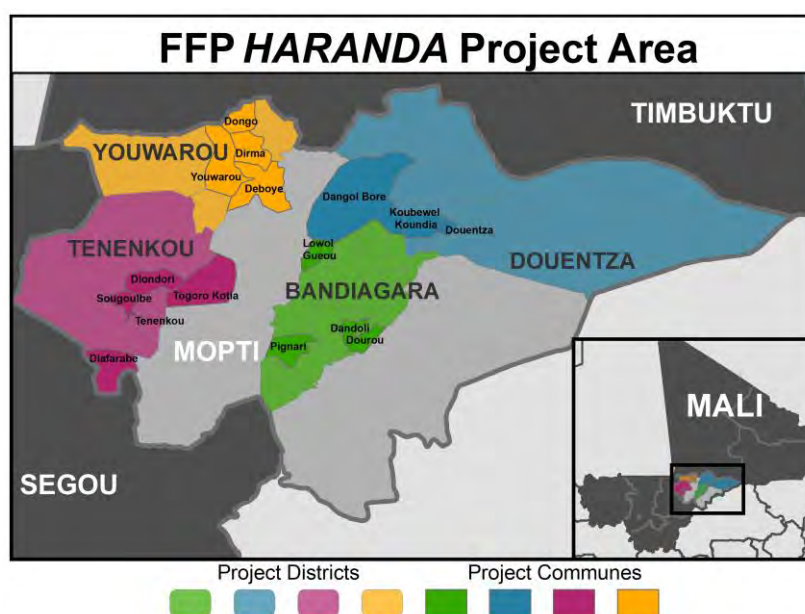 FFP HARANDA Project Area
TIMBUKTU
Dongo
YOUWAROU
Dirma
Youwarou
Deboye
Dangol Bore
Koubewel
Koundia
Douentza
TENENKOU
Lowol
Gueou
DOUENTZA
Diondori
BANDIAGARA
Sougoulbe
Togoro Kotia
Tenenkou
Dandoli
Dourou
MOPTI
Pignari
Diafarabe
MALI
SEGOU
Project Districts
Project Communes